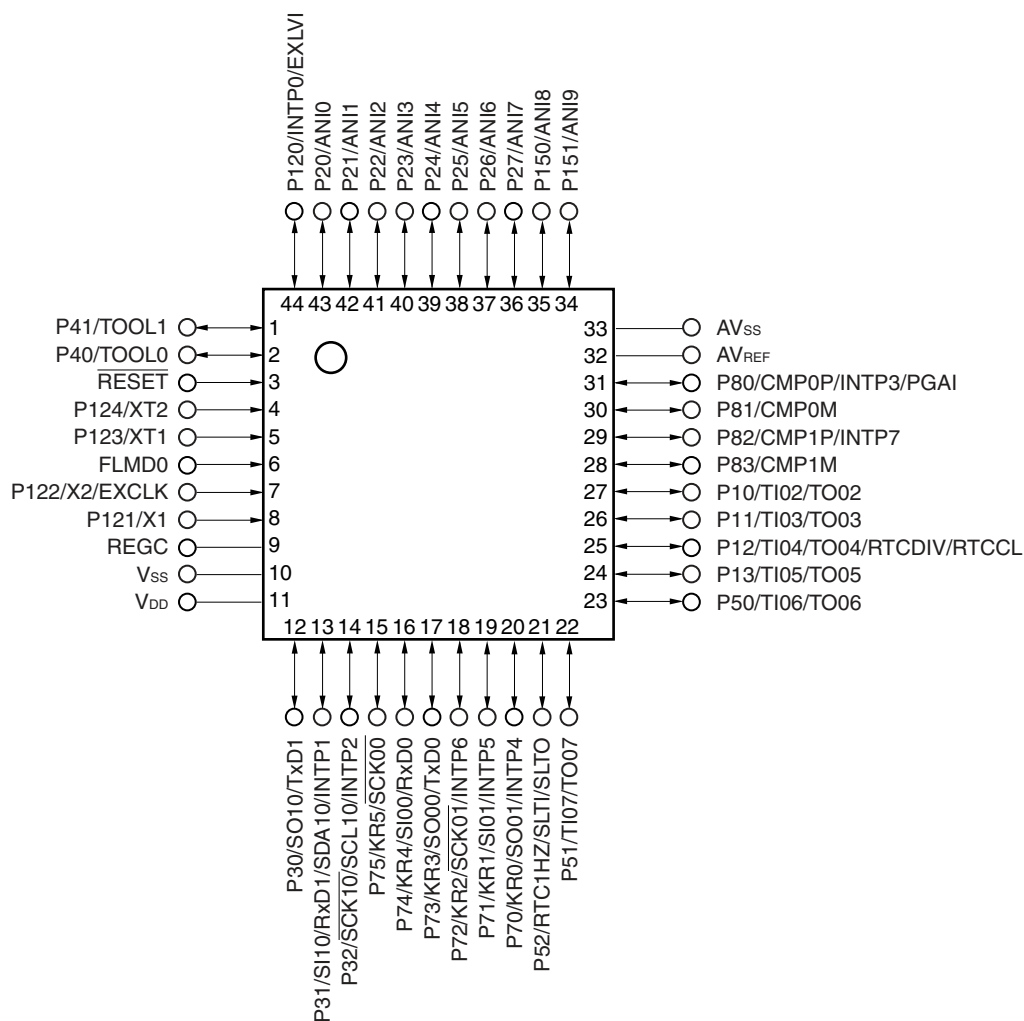 P120/INTP0/EXLVI
P20/ANI0
P21/ANI1
P22/ANI2
P23/ANI3
P24/ANI4
P25/ANI5
P26/ANI6
P27/ANI7
P150/ANI8
P151/ANI9
44 43 42 41 40 39 38 37 36 35 34
P41/TOOL1 1
P40/TOOL0 2
RESET 3
P124/XT2 4
P123/XT1 5
FLMD0 6
P122/X2/EXCLK 7
P121/X1 8
REGC 9
VSS 10
VDD 11
33 AVSS
32 AVREF
31 P80/CMP0P/INTP3/PGAI
30 P81/CMP0M
29 P82/CMP1P/INTP7
28 P83/CMP1M
27 P10/TI02/TO02
26 P11/TI03/TO03
25 P12/TI04/TO04/RTCDIV/RTCCL
24 P13/TI05/TO05
23 P50/TI06/TO06
12 13 14 15 16 17 18 19 20 21 22
P30/SO10/TxD1
P31/SI10/RxD1/SDA10/INTP1
P32/SCK10/SCL10/INTP2
P75/KR5/SCK00
P74/KR4/SI00/RxD0
P73/KR3/SO00/TxD0
P72/KR2/SCK01/INTP6
P71/KR1/SI01/INTP5
P70/KR0/SO01/INTP4
P52/RTC1HZ/SLTI/SLTO
P51/TI07/TO07